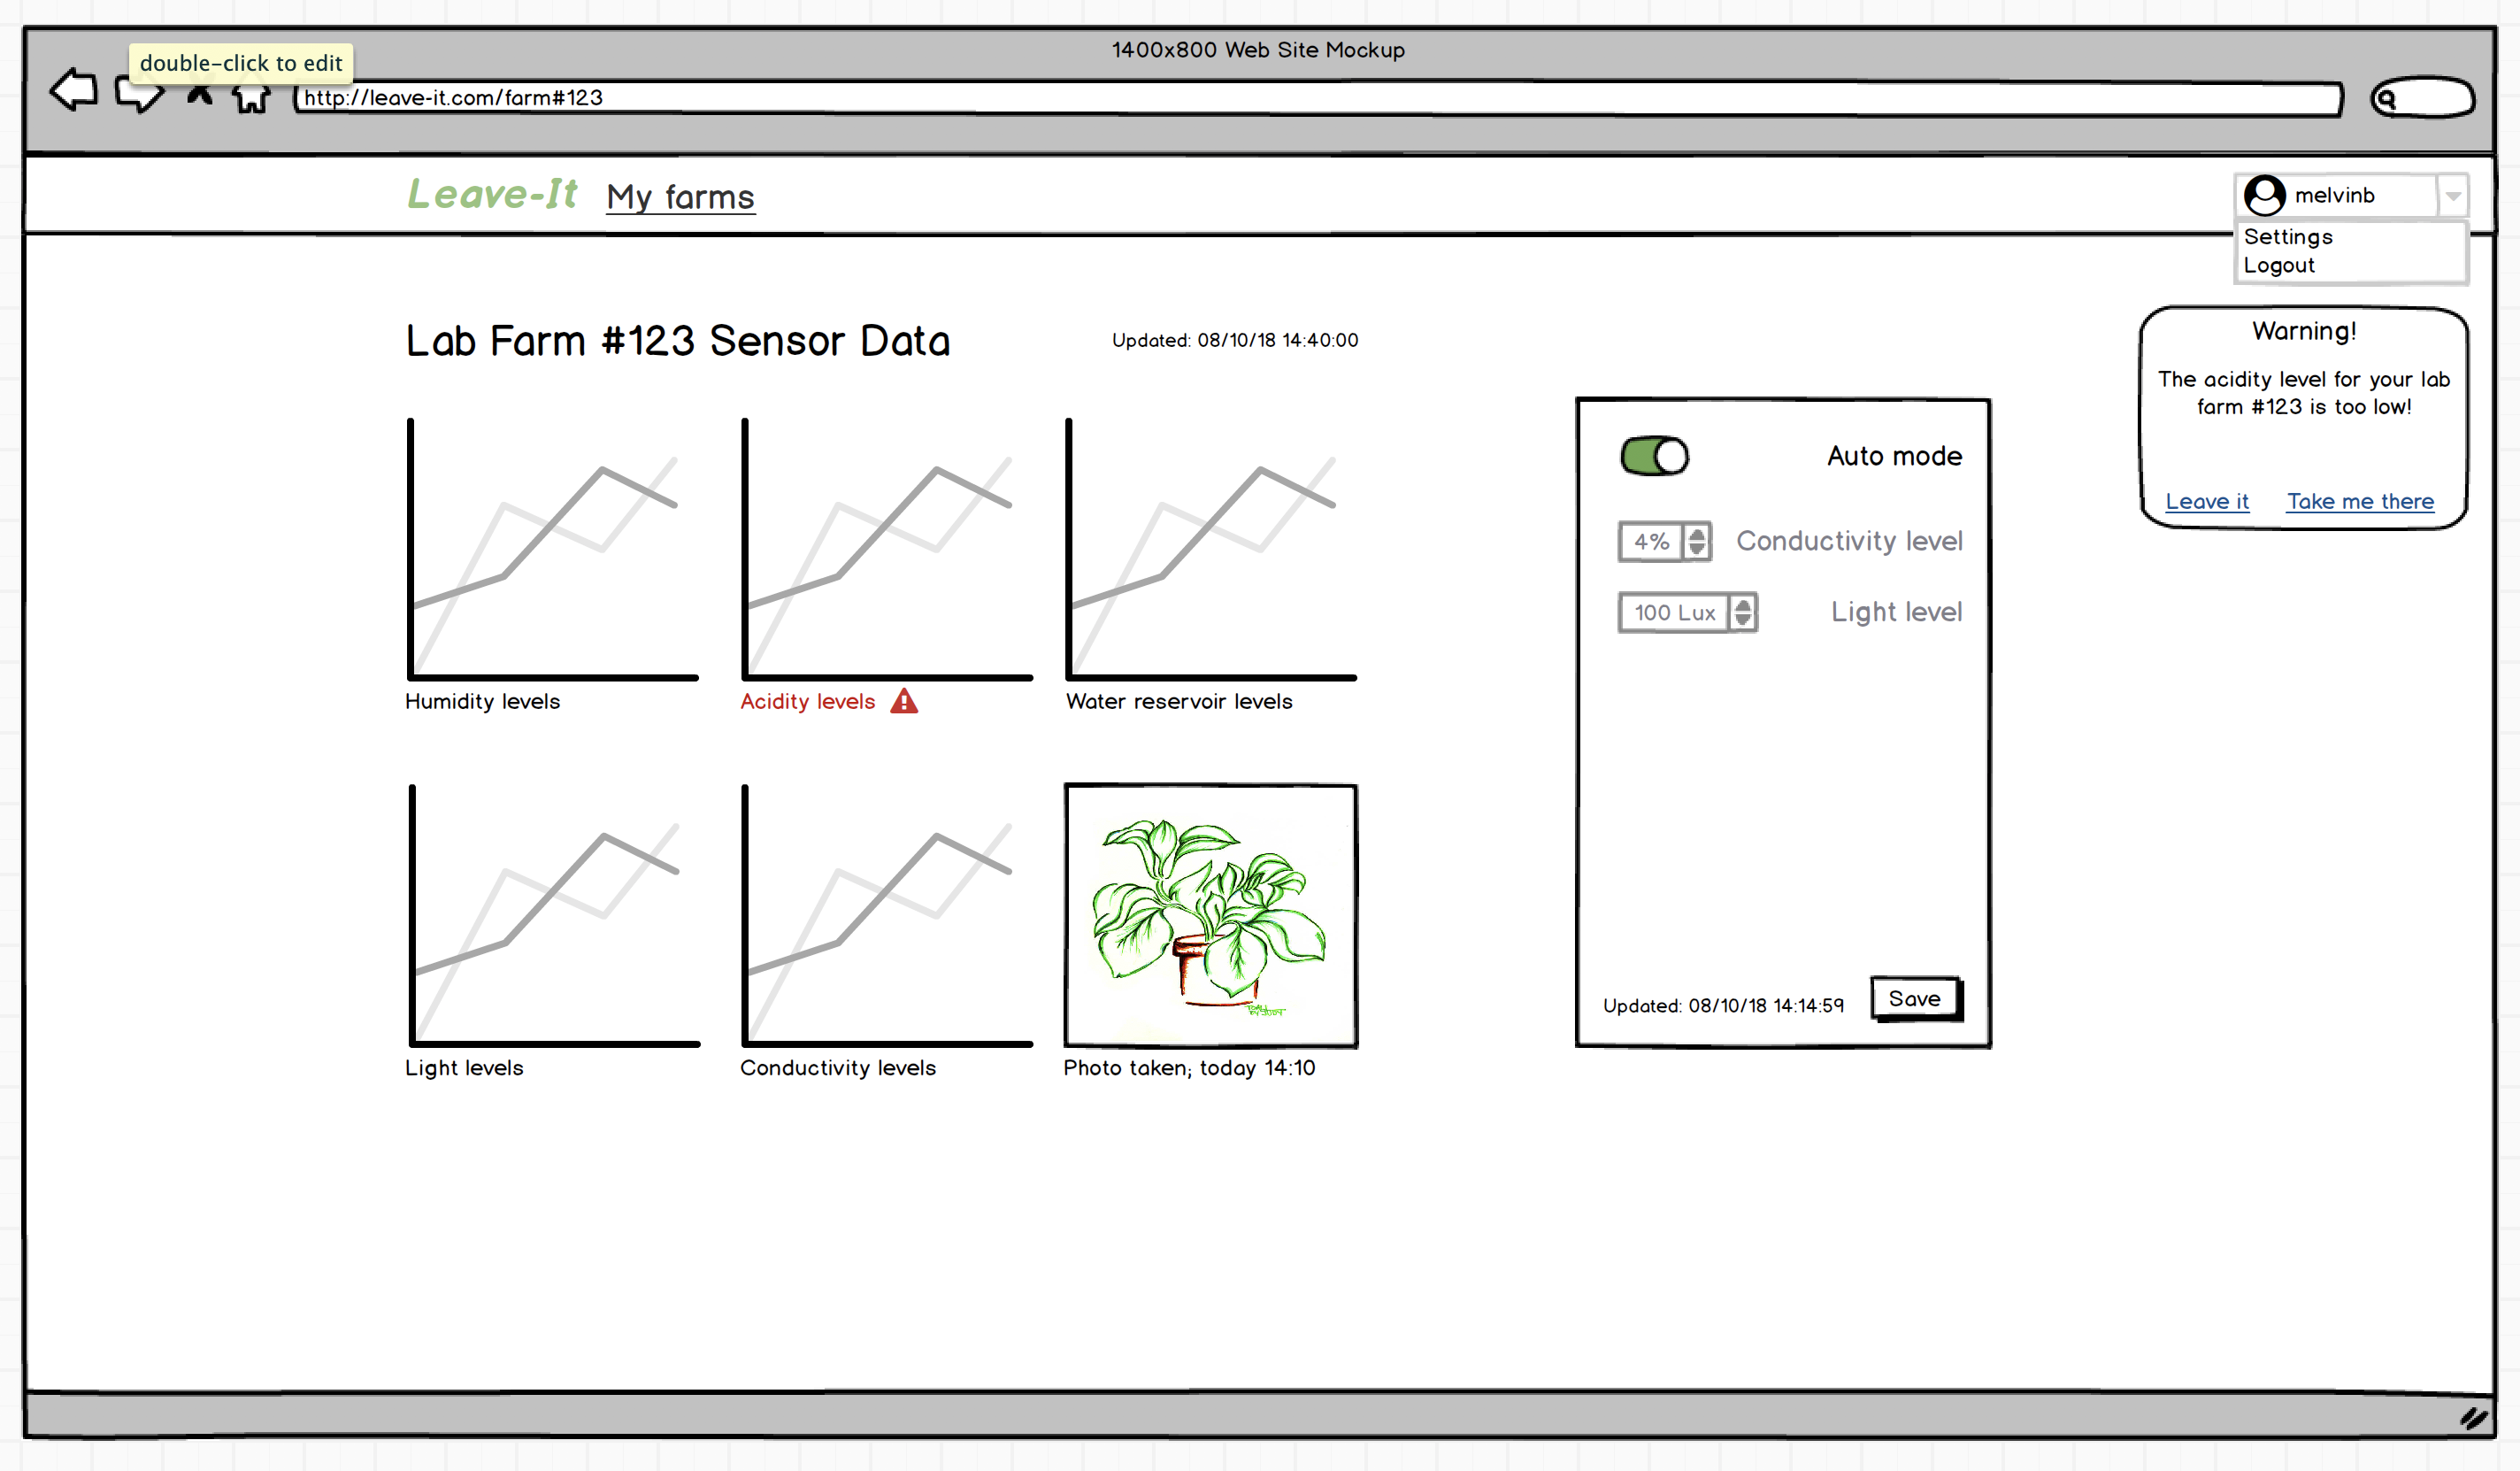 1400x800 Web Site Mockup
double-click to edit
http://leave-it.com/farm#123
Leave-It My farms
melvinb
Settings
Logout
Lab Farm #123 Sensor Data
Updated: 08/10/18 14:40:00
Warning!
The acidity level for your lab
farm #123 is too low!
Leave it Take me there
Auto mode
4% Conductivity level
100 Lux Light level
Updated: 08/10/18 14:14:59 Save
Humidity levels
Acidity levels
Water reservoir levels
Light levels
Conductivity levels
Photo taken; today 14:10